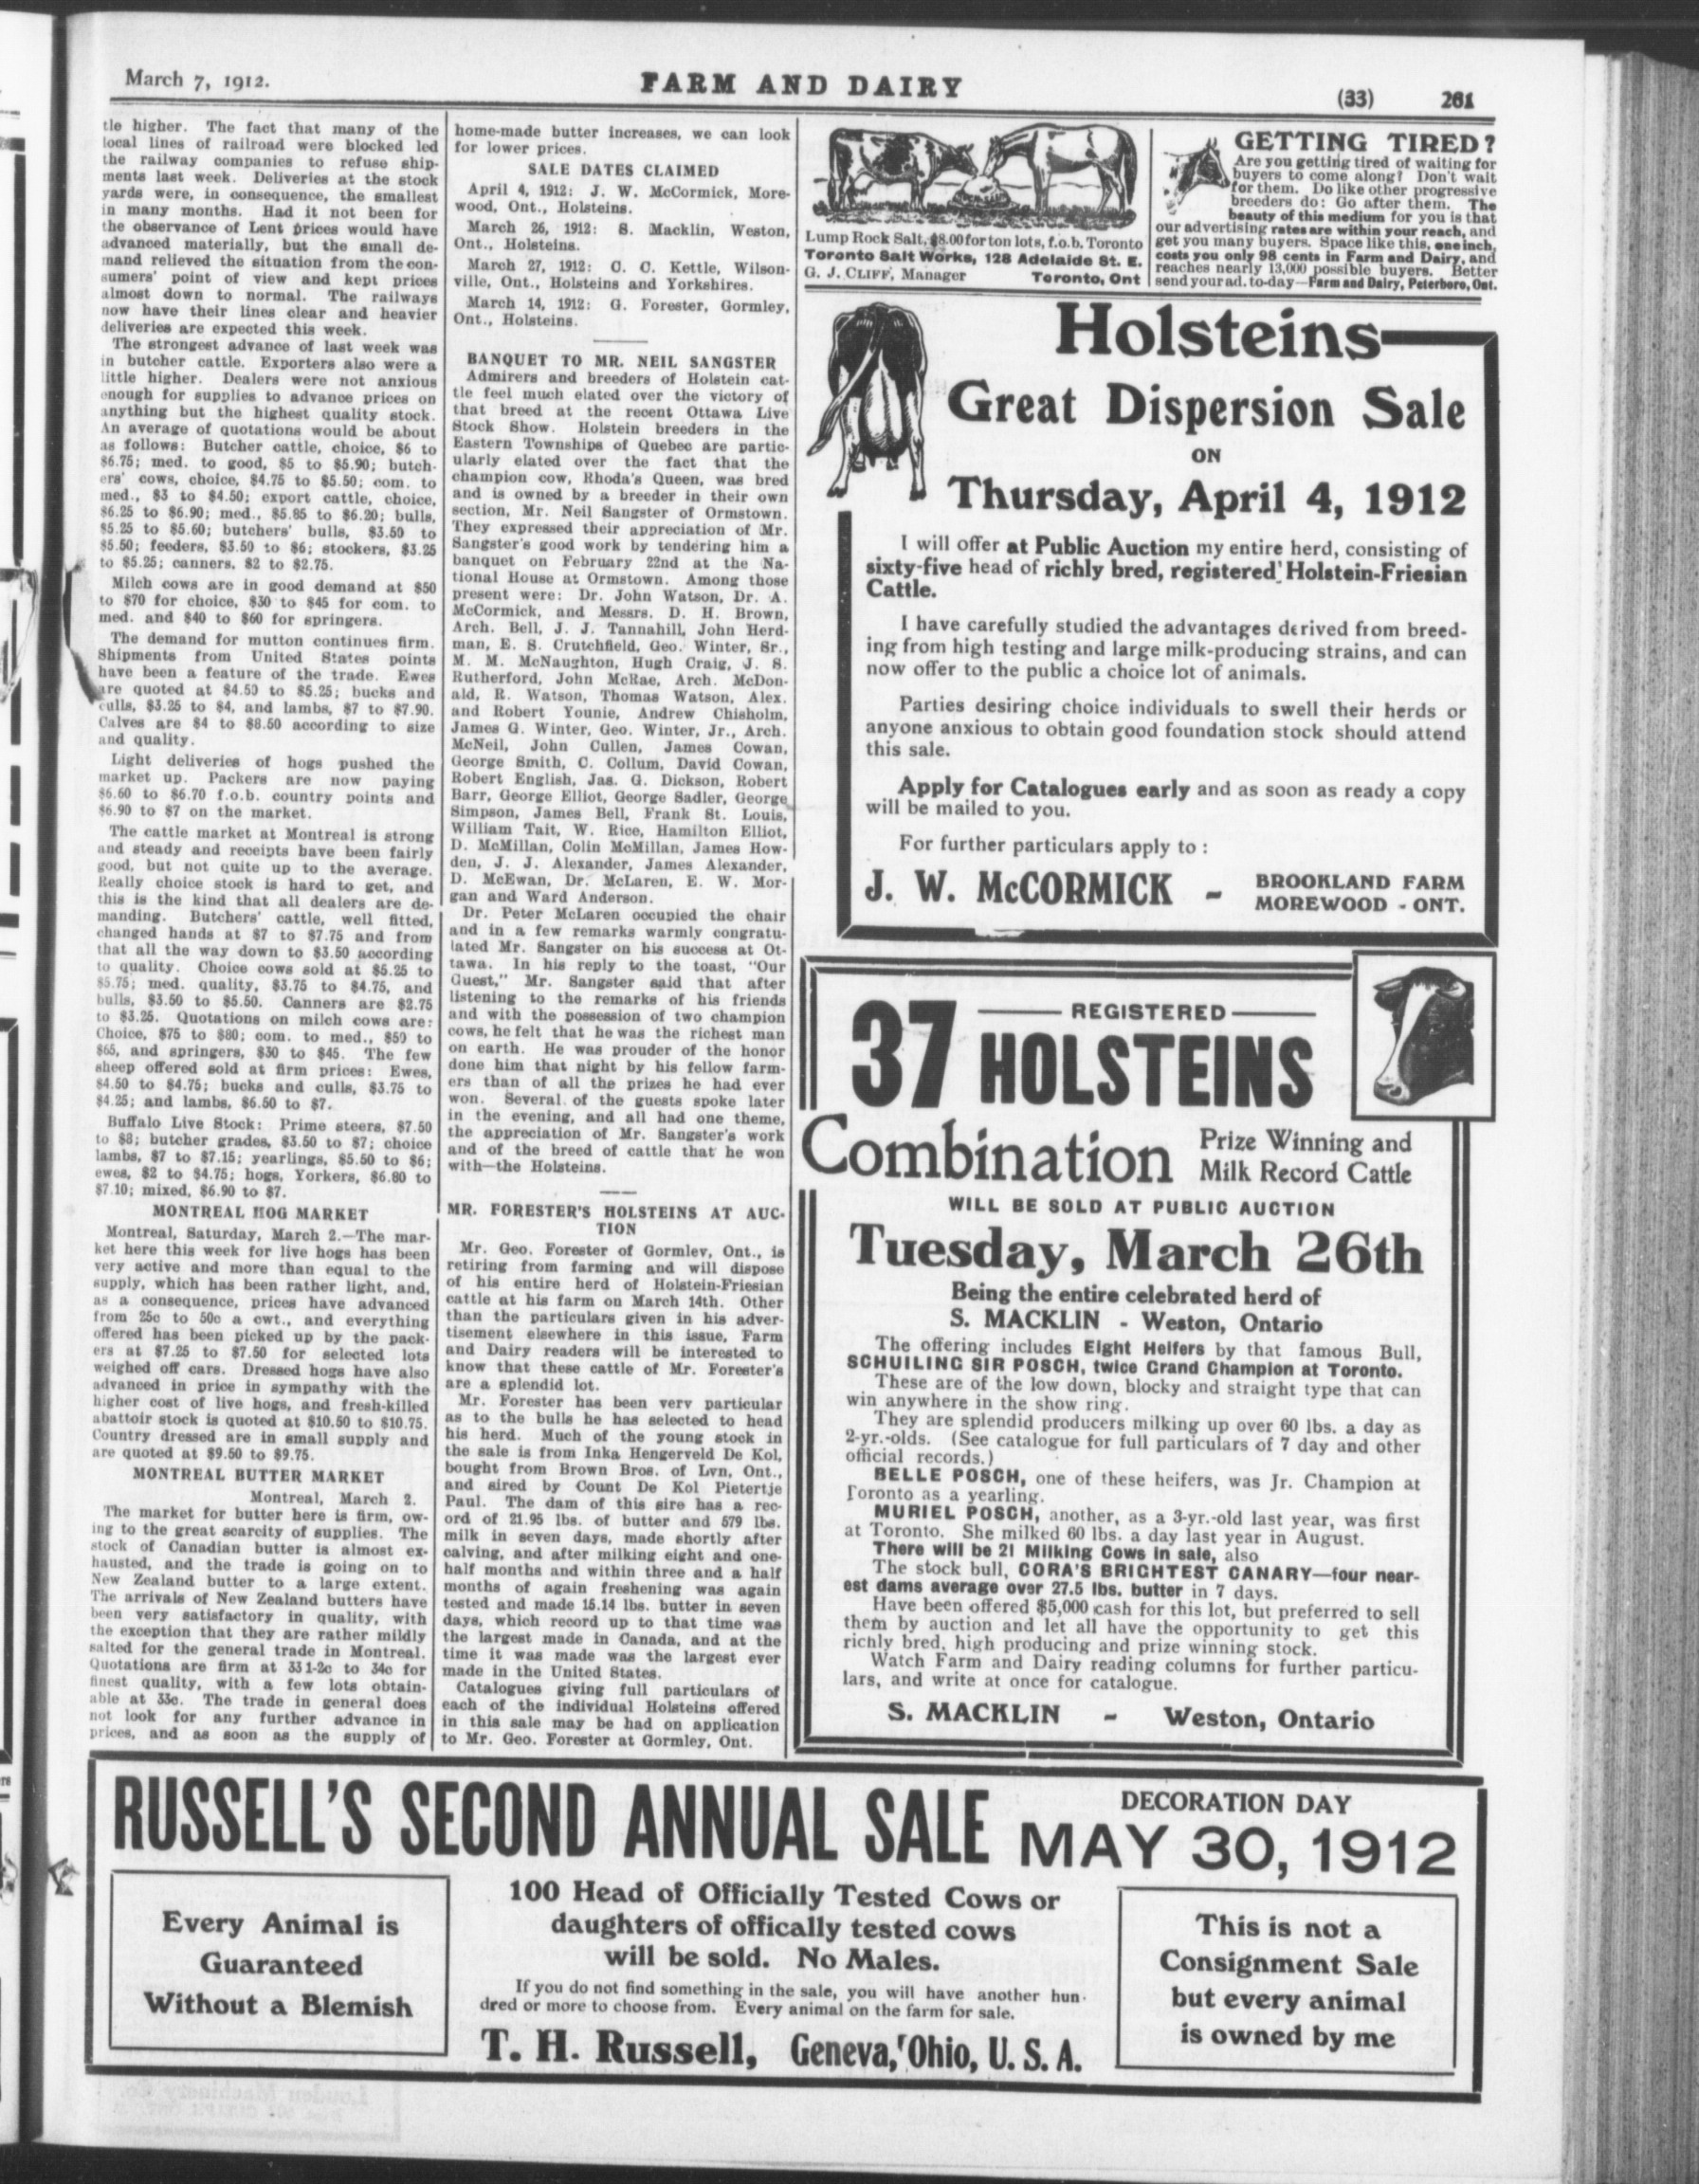 March 7, 1912.
FARM AND DAIRY
(33) 261
tle higher. The fact that many of the
local lines of railroad were blocked led
the railway companies to refuse ship-
ments last week. Deliveries at the stock
yards were, in consequence, the smallest
in many months. Had it not been for
the observance of Lent prices would have
advanced materially, but the small de-
mand relieved the situation from the con-
sumers' point of view and kept prices
almost down to normal. The railways
now have their lines clear and heavier
deliveries are expected this week.
The strongest advance of last week was
in butcher cattle. Exporters also were a
little higher. Dealers were not anxious
enough for supplies to advance prices on
anything but the highest quality stock.
An average of quotations would be about
as follows: Butcher cattle, choice, $6 to
$6.75; med. to good, $5 to $5.90; butch-
ers' cows, choice, $4.75 to $5.50; com. to
med., $3 to $4.50; export cattle, choice,
$6.25 to $6.90; med., $5.85 to $6.20; bulls,
$5.25 to $5.60; butchers' bulls, $3.50 to
$5.50; feeders, $3.50 to $6; stockers, $3.25
to $5.25; canners, $2 to $2.75.
Milch cows are in good demand at $50
to $70 for choice, $30 to $45 for com. to
med. and $40 to $60 for springers.
The demand for mutton continues firm.
Shipments from United States points
have been a feature of the trade. Ewes
are quoted at $4.50 to $5.25; bucks and
culls, $3.25 to $4, and lambs, $7 to $7.90.
Calves are $4 to $8.50 according to size
and quality.
Light deliveries of hogs pushed the
market up. Packers are now paying
$6.60 to $6.70 f.o.b. country points and
$6.90 to $7 on the market.
The cattle market at Montreal is strong
and steady and receipts have been fairly
good, but not quite up to the average.
Really choice stock is hard to get, and
this is the kind that all dealers are de-
manding. Butchers' cattle, well fitted,
changed hands at $7 to $7.75 and from
that all the way down to $3.50 according
to quality. Choice cows sold at $5.25 to
$5.75; med. quality, $3.75 to $4.75, and
bulls, $3.50 to $5.50. Canners are $2.75
to $3.25. Quotations on milch cows are:
Choice, $75 to $80; com. to med., $50 to
$65, and springers, $30 to $45. The few
sheep offered sold at firm prices: Ewes,
$4.50 to $4.75; bucks and culls, $3.75 to
$4.25; and lambs, $6.50 to $7.
Buffalo Live Stock: Prime steers, $7.50
to $8; butcher grades, $3.50 to $7; choice
lambs, $7 to $7.15; yearlings, $5.50 to $6;
ewes, $2 to $4.75; hogs, Yorkers, $6.80 to
$7.10; mixed, $6.90 to $7.
MONTREAL HOG MARKET
Montreal, Saturday, March 2.—The mar-
ket here this week for live hogs has been
very active and more than equal to the
supply, which has been rather light, and,
as a consequence, prices have advanced
from 25c to 50c a cwt., and everything
offered has been picked up by the pack-
ers at $7.25 to $7.50 for selected lots
weighed off cars. Dressed hogs have also
advanced in price in sympathy with the
higher cost of live hogs, and fresh-killed
abattoir stock is quoted at $10.50 to $10.75.
Country dressed are in small supply and
are quoted at $9.50 to $9.75.
MONTREAL BUTTER MARKET
Montreal, March 2.
The market for butter here is firm, ow-
ing to the great scarcity of supplies. The
stock of Canadian butter is almost ex-
hausted, and the trade is going on to
New Zealand butter to a large extent.
The arrivals of New Zealand butters have
been very satisfactory in quality, with
the exception that they are rather mildly
salted for the general trade in Montreal.
Quotations are firm at 33 1-2c to 34c for
finest quality, with a few lots obtain-
able at 33c. The trade in general does
not look for any further advance in
prices, and as soon as the supply of
home-made butter increases, we can look
for lower prices.
SALE DATES CLAIMED
April 4, 1912: J. W. McCormick, More-
wood, Ont., Holsteins.
March 26, 1912: S. Macklin, Weston,
Ont., Holsteins.
March 27, 1912: C. C. Kettle, Wilson-
ville, Ont., Holsteins and Yorkshires.
March 14, 1912: G. Forester, Gormley,
Ont., Holsteins.
BANQUET TO MR. NEIL SANGSTER
Admirers and breeders of Holstein cat-
tle feel much elated over the victory of
that breed at the recent Ottawa Live
Stock Show. Holstein breeders in the
Eastern Townships of Quebec are partic-
ularly elated over the fact that the
champion cow, Rhoda's Queen, was bred
and is owned by a breeder in their own
section, Mr. Neil Sangster of Ormstown.
They expressed their appreciation of Mr.
Sangster's good work by tendering him a
banquet on February 22nd at the Na-
tional House at Ormstown. Among those
present were: Dr. John Watson, Dr. A.
McCormick, and Messrs. D. H. Brown,
Arch. Bell, J. J. Tannahill, John Herd-
man, E. S. Crutchfield, Geo. Winter, Sr.,
M. M. McNaughton, Hugh Craig, J. S.
Rutherford, John McRae, Arch. McDon-
ald, R. Watson, Thomas Watson, Alex.
and Robert Younie, Andrew Chisholm,
James G. Winter, Geo. Winter, Jr., Arch.
McNeil, John Cullen, James Cowan,
George Smith, C. Collum, David Cowan,
Robert English, Jas. G. Dickson, Robert
Barr, George Elliot, George Sadler, George
Simpson, James Bell, Frank St. Louis,
William Tait, W. Rice, Hamilton Elliot,
D. McMillan, Colin McMillan, James How-
den, J. J. Alexander, James Alexander,
D. McEwan, Dr. McLaren, E. W. Mor-
gan and Ward Anderson.
Dr. Peter McLaren occupied the chair
and in a few remarks warmly congratu-
lated Mr. Sangster on his success at Ot-
tawa. In his reply to the toast, "Our
Guest," Mr. Sangster said that after
listening to the remarks of his friends
and with the possession of two champion
cows, he felt that he was the richest man
on earth. He was prouder of the honor
done him that night by his fellow farm-
ers than of all the prizes he had ever
won. Several of the guests spoke later
in the evening, and all had one theme,
the appreciation of Mr. Sangster's work
and of the breed of cattle that he won
with—the Holsteins.
MR. FORESTER'S HOLSTEINS AT AUC-
TION
Mr. Geo. Forester of Gormley, Ont., is
retiring from farming and will dispose
of his entire herd of Holstein-Friesian
cattle at his farm on March 14th. Other
than the particulars given in his adver-
tisement elsewhere in this issue, Farm
and Dairy readers will be interested to
know that these cattle of Mr. Forester's
are a splendid lot.
Mr. Forester has been very particular
as to the bulls he has selected to head
his herd. Much of the young stock in
the sale is from Inka Hengerveld De Kol,
bought from Brown Bros. of Lyn, Ont.,
and sired by Count De Kol Pietertje
Paul. The dam of this sire has a rec-
ord of 21.95 lbs. of butter and 579 lbs.
milk in seven days, made shortly after
calving, and after milking eight and one-
half months and within three and a half
months of again freshening was again
tested and made 15.14 lbs. butter in seven
days, which record up to that time was
the largest made in Canada, and at the
time it was made was the largest ever
made in the United States.
Catalogues giving full particulars of
each of the individual Holsteins offered
in this sale may be had on application
to Mr. Geo. Forester at Gormley, Ont.
Lump Rock Salt, $8.00 for ton lots, f.o.b. Toronto
Toronto Salt Works, 128 Adelaide St. E.
G. J. CLIFF, Manager Toronto, Ont
GETTING TIRED?
Are you getting tired of waiting for
buyers to come along? Don't wait
for them. Do like other progressive
breeders do: Go after them. The
beauty of this medium for you is that
our advertising rates are within your reach, and
get you many buyers. Space like this, one inch,
costs you only 98 cents in Farm and Dairy, and
reaches nearly 13,000 possible buyers. Better
send your ad. to-day—Farm and Dairy, Peterboro, Ont.
Holsteins
Great Dispersion Sale
ON
Thursday, April 4, 1912
I will offer at Public Auction my entire herd, consisting of
sixty-five head of richly bred, registered Holstein-Friesian
Cattle.
I have carefully studied the advantages derived from breed-
ing from high testing and large milk-producing strains, and can
now offer to the public a choice lot of animals.
Parties desiring choice individuals to swell their herds or
anyone anxious to obtain good foundation stock should attend
this sale.
Apply for Catalogues early and as soon as ready a copy
will be mailed to you.
For further particulars apply to :
J. W. McCORMICK - BROOKLAND FARM
MOREWOOD - ONT.
REGISTERED
37 HOLSTEINS
Combination Prize Winning and
Milk Record Cattle
WILL BE SOLD AT PUBLIC AUCTION
Tuesday, March 26th
Being the entire celebrated herd of
S. MACKLIN - Weston, Ontario
The offering includes Eight Heifers by that famous Bull,
SCHUILING SIR POSCH, twice Grand Champion at Toronto.
These are of the low down, blocky and straight type that can
win anywhere in the show ring.
They are splendid producers milking up over 60 lbs. a day as
2-yr.-olds. (See catalogue for full particulars of 7 day and other
official records.)
BELLE POSCH, one of these heifers, was Jr. Champion at
Toronto as a yearling.
MURIEL POSCH, another, as a 3-yr.-old last year, was first
at Toronto. She milked 60 lbs. a day last year in August.
There will be 21 Milking Cows in sale, also
The stock bull, CORA'S BRIGHTEST CANARY—four near-
est dams average over 27.5 lbs. butter in 7 days.
Have been offered $5,000 cash for this lot, but preferred to sell
them by auction and let all have the opportunity to get this
richly bred, high producing and prize winning stock.
Watch Farm and Dairy reading columns for further particu-
lars, and write at once for catalogue.
S. MACKLIN - Weston, Ontario
RUSSELL'S SECOND ANNUAL SALE DECORATION DAY
MAY 30, 1912
Every Animal is
Guaranteed
Without a Blemish
100 Head of Officially Tested Cows or
daughters of offically tested cows
will be sold. No Males.
If you do not find something in the sale, you will have another hun-
dred or more to choose from. Every animal on the farm for sale.
T. H. Russell, Geneva, Ohio, U. S. A.
This is not a
Consignment Sale
but every animal
is owned by me